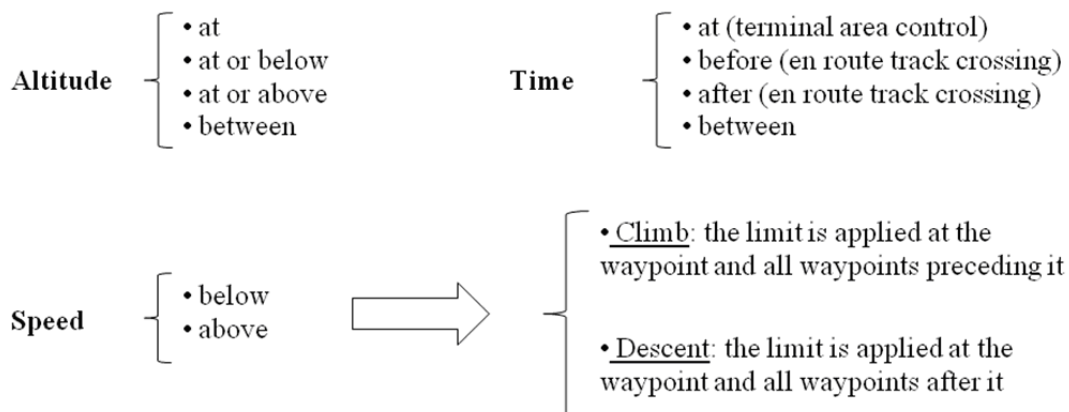 Altitude
• at
• at or below
• at or above
• between
Time
• at (terminal area control)
• before (en route track crossing)
• after (en route track crossing)
• between
Speed
• below
• above
• Climb: the limit is applied at the
waypoint and all waypoints preceding it
• Descent: the limit is applied at the
waypoint and all waypoints after it